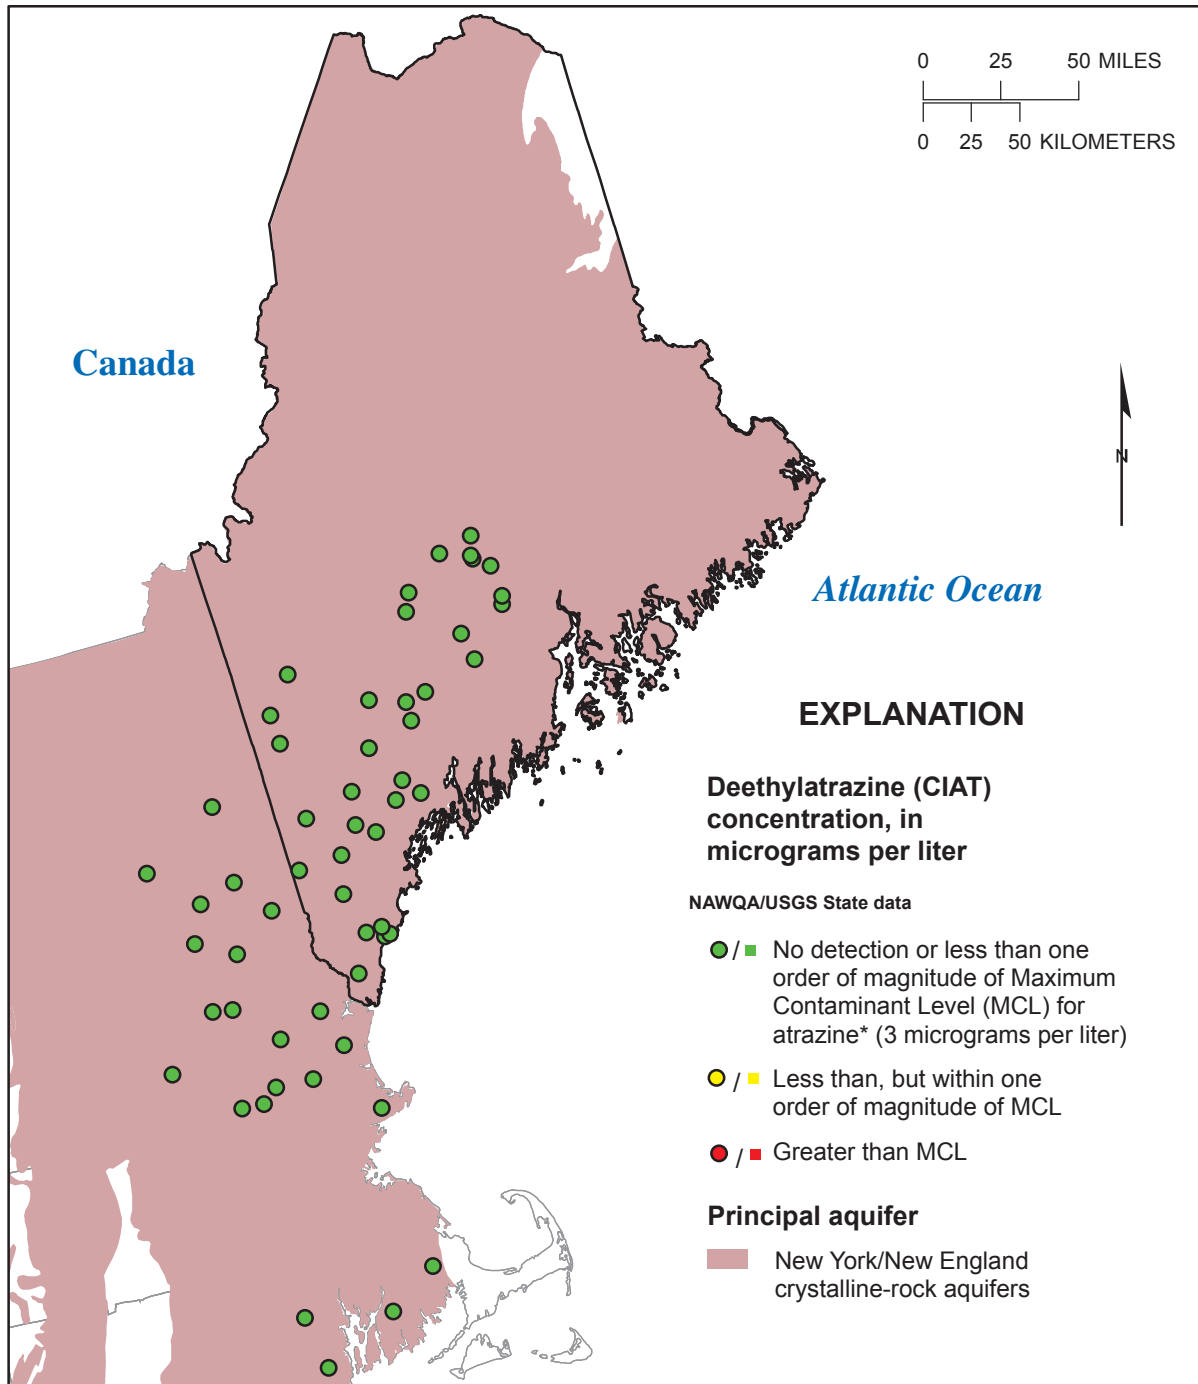 0 25 50 MILES
0 25 50 KILOMETERS
Canada
N
Atlantic Ocean
EXPLANATION
Deethylatrazine (CIAT)
concentration, in
micrograms per liter
NAWQA/USGS State data
/ No detection or less than one
order of magnitude of Maximum
Contaminant Level (MCL) for
atrazine* (3 micrograms per liter)
/ Less than, but within one
order of magnitude of MCL
/ Greater than MCL
Principal aquifer
New York/New England
crystalline-rock aquifers